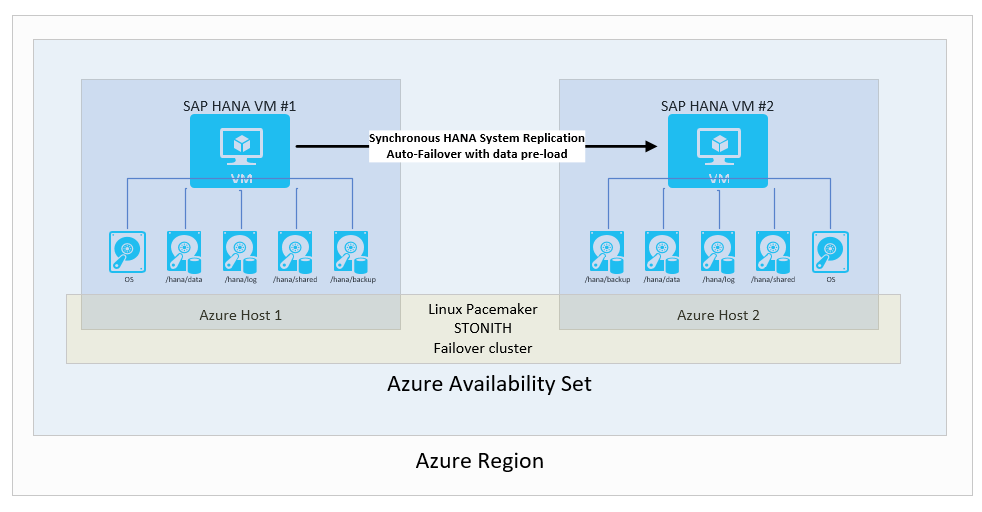 SAP HANA VM #1
SAP HANA VM #2
Synchronous HANA System Replication
Auto-Failover with data pre-load
VM
VM
OS
/hana/data
/hana/log
/hana/shared
/hana/backup
/hana/backup
/hana/data
/hana/log
/hana/shared
OS
Azure Host 1
Linux Pacemaker
STONITH
Failover cluster
Azure Host 2
Azure Availability Set
Azure Region